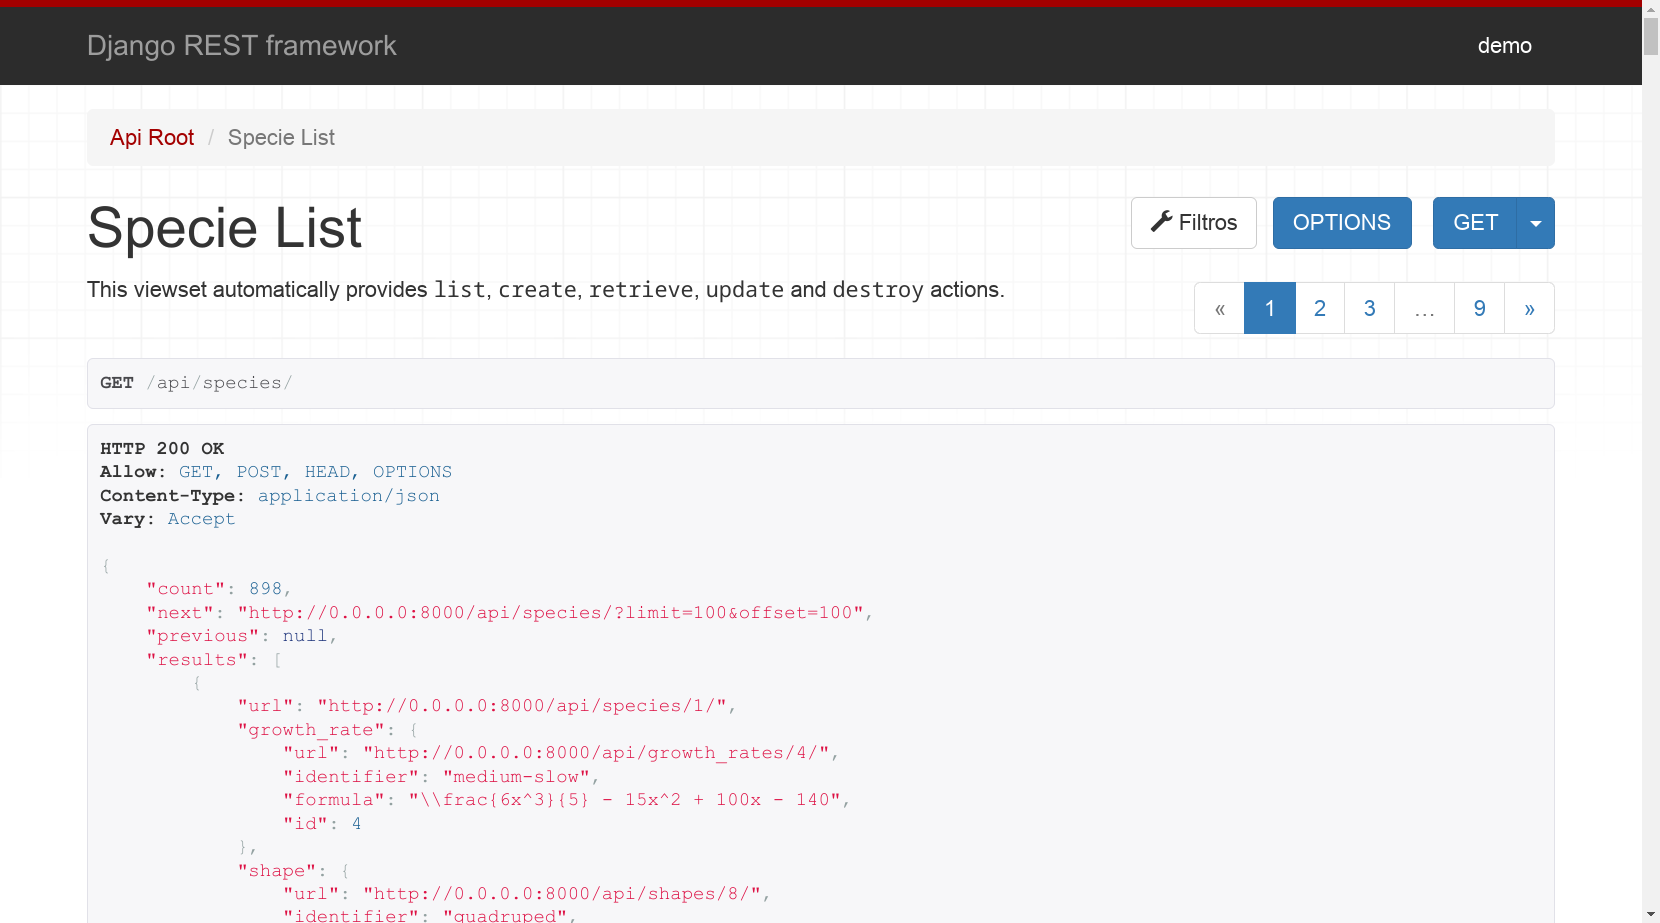 Django REST framework
demo
Api Root / Specie List
Specie List
Filtros
OPTIONS
GET
This viewset automatically provides list, create, retrieve, update and destroy actions.
« 1 2 3 … 9 »
GET /api/species/
HTTP 200 OK
Allow: GET, POST, HEAD, OPTIONS
Content-Type: application/json
Vary: Accept
{
"count": 898,
"next": "http://0.0.0.0:8000/api/species/?limit=100&offset=100",
"previous": null,
"results": [
{
"url": "http://0.0.0.0:8000/api/species/1/",
"growth_rate": {
"url": "http://0.0.0.0:8000/api/growth_rates/4/",
"identifier": "medium-slow",
"formula": "\\frac{6x^3}{5} - 15x^2 + 100x - 140",
"id": 4
},
"shape": {
"url": "http://0.0.0.0:8000/api/shapes/8/",
"identifier": "quadruped",